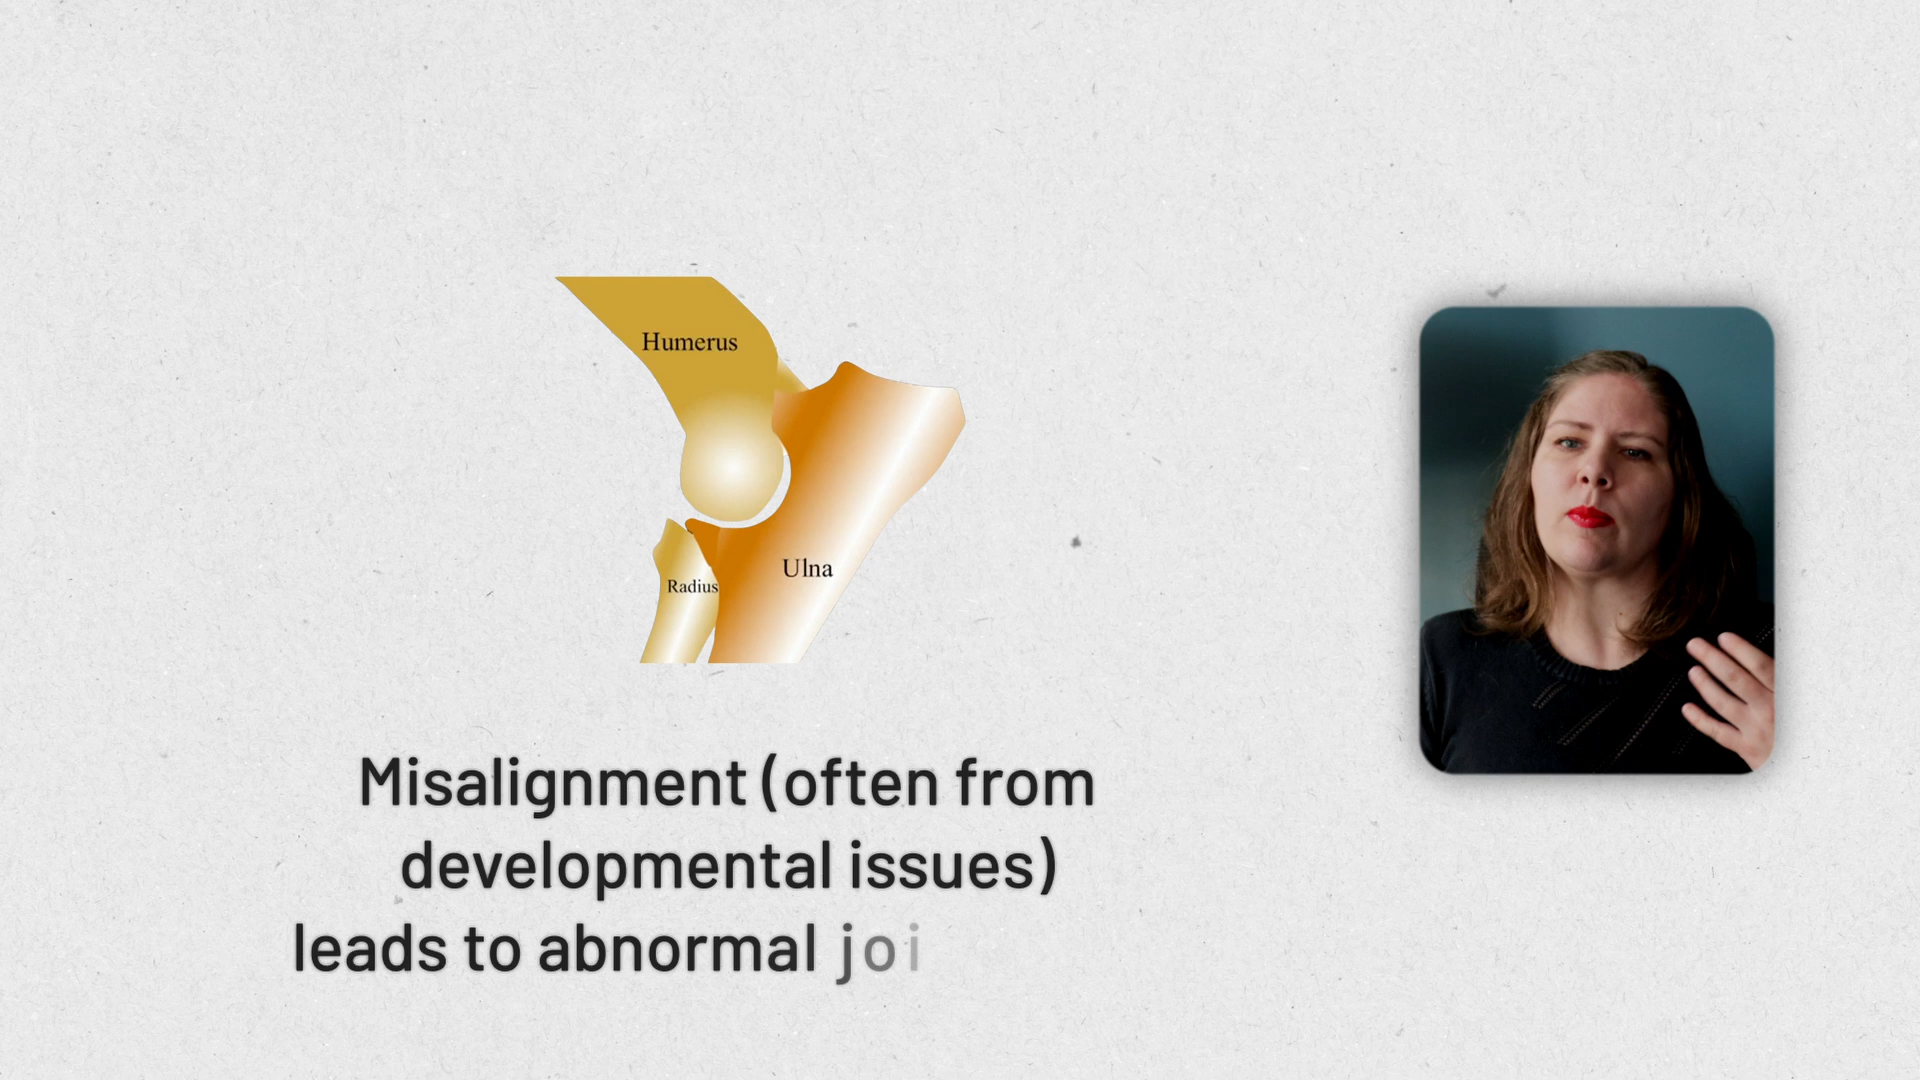 Humerus
Radius
Ulna
Misalignment (often from
developmental issues)
leads to abnormal joi